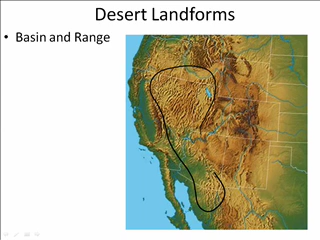 Desert Landforms
• Basin and Range